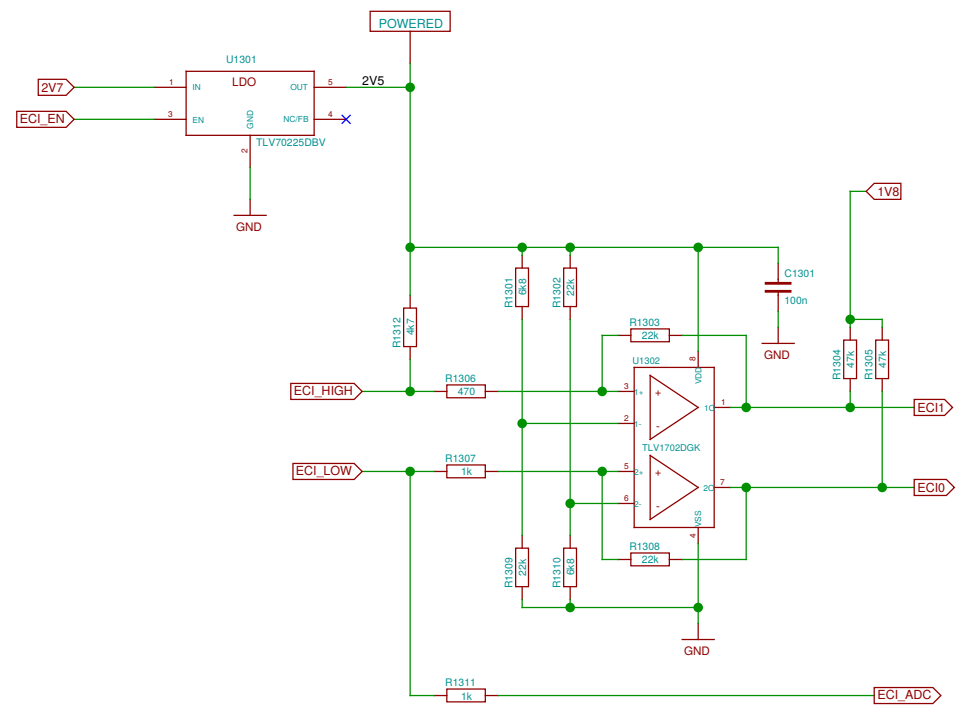 POWERED
U1301
2V7
1
IN
LDO
OUT
5
2V5
ECI_EN
3
EN
GND
NC/FB
4
TLV70225DBV
2
GND
1V8
R1301
6k8
R1302
22k
C1301
100n
GND
R1312
4k7
R1303
22k
R1304
47k
R1305
47k
U1302
8
VDD
ECI_HIGH
R1306
470
3
1+
1O
1
ECI1
2
1-
+
-
TLV1702DGK
ECI_LOW
R1307
1k
5
2+
+
6
2-
-
2O
7
ECI0
VSS
4
R1308
22k
R1309
22k
R1310
6k8
GND
R1311
1k
ECI_ADC